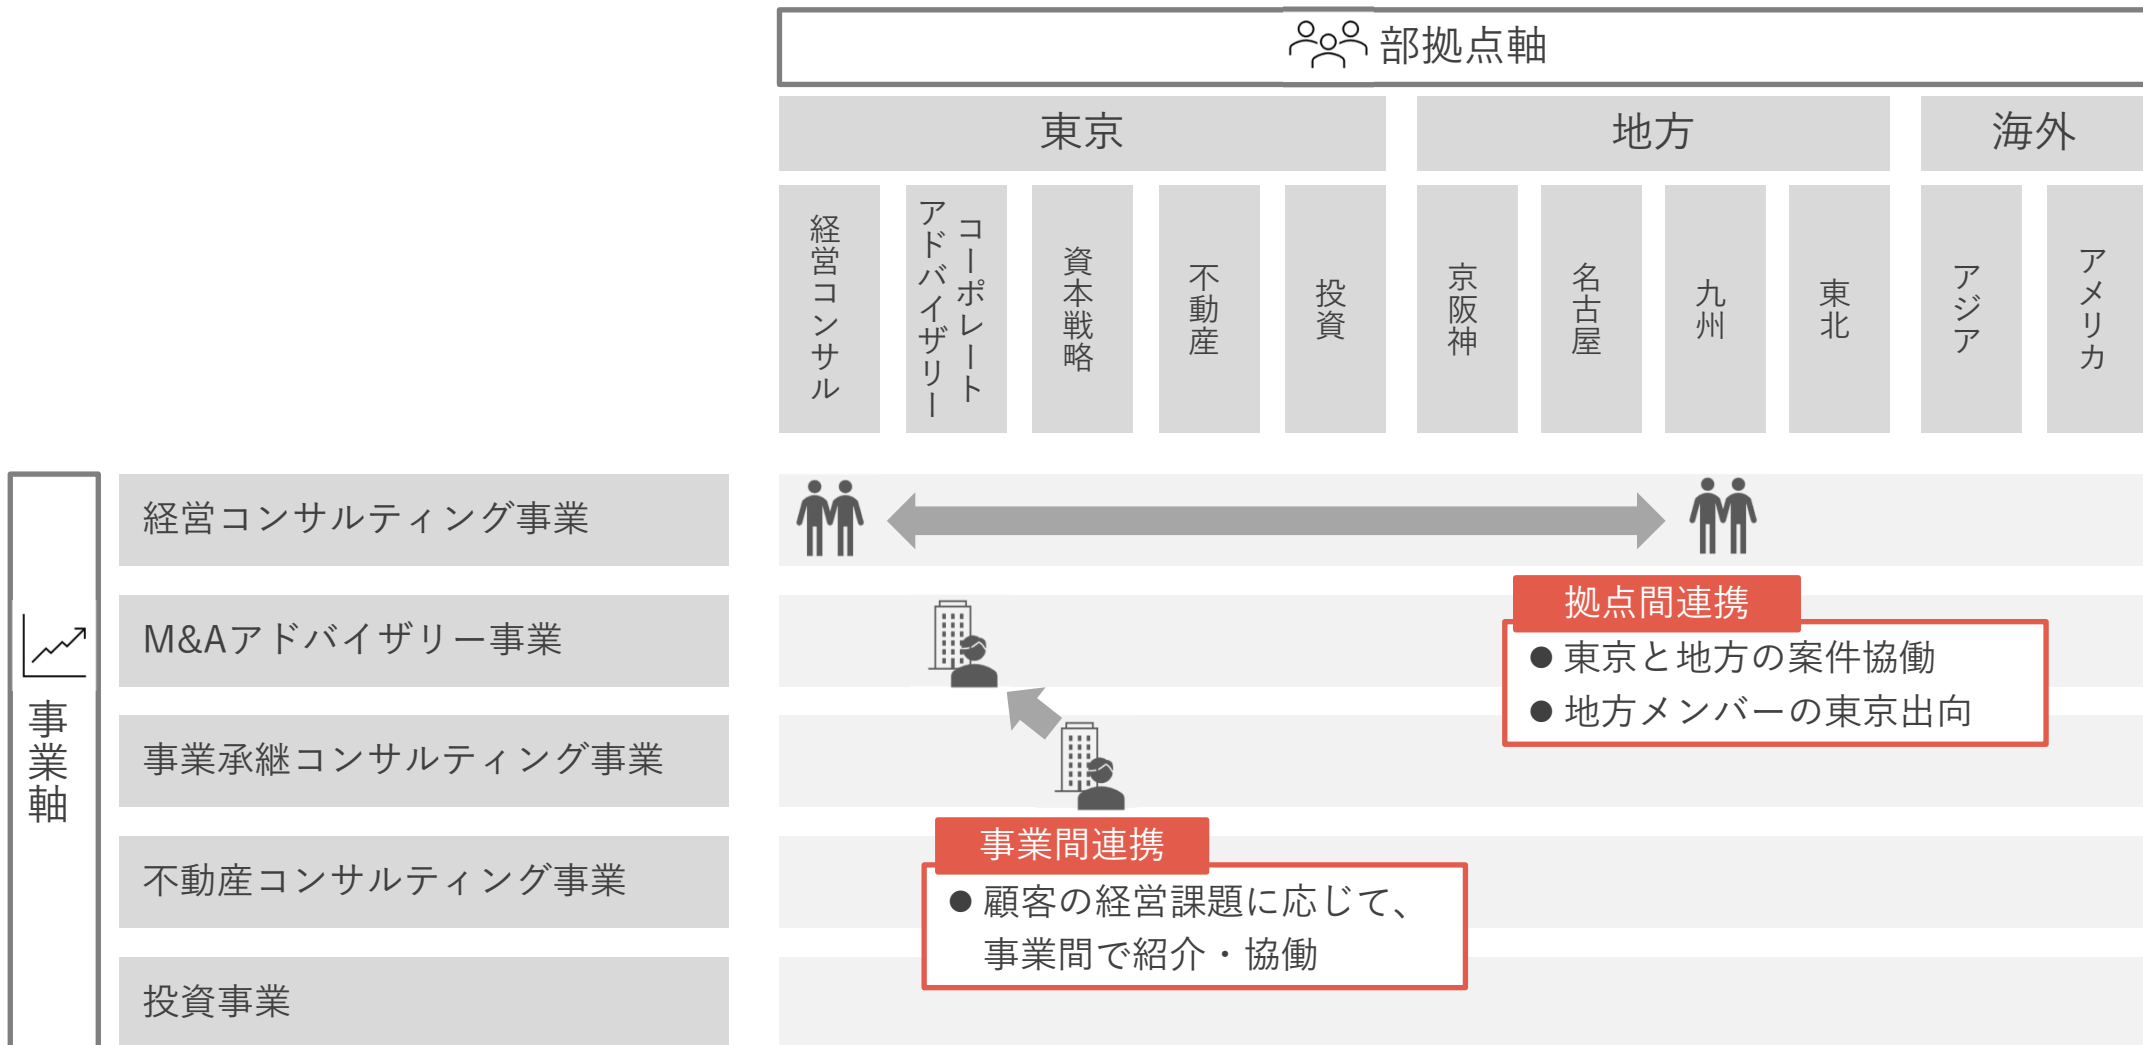 部拠点軸
東京
地方
海外
経営コンサル
コーポレート
アドバイザリー
資本戦略
不動産
投資
京阪神
名古屋
九州
東北
アジア
アメリカ
事業軸
経営コンサルティング事業
M&Aアドバイザリー事業
拠点間連携
● 東京と地方の案件協働
● 地方メンバーの東京出向
事業承継コンサルティング事業
事業間連携
● 顧客の経営課題に応じて、
事業間で紹介・協働
不動産コンサルティング事業
投資事業